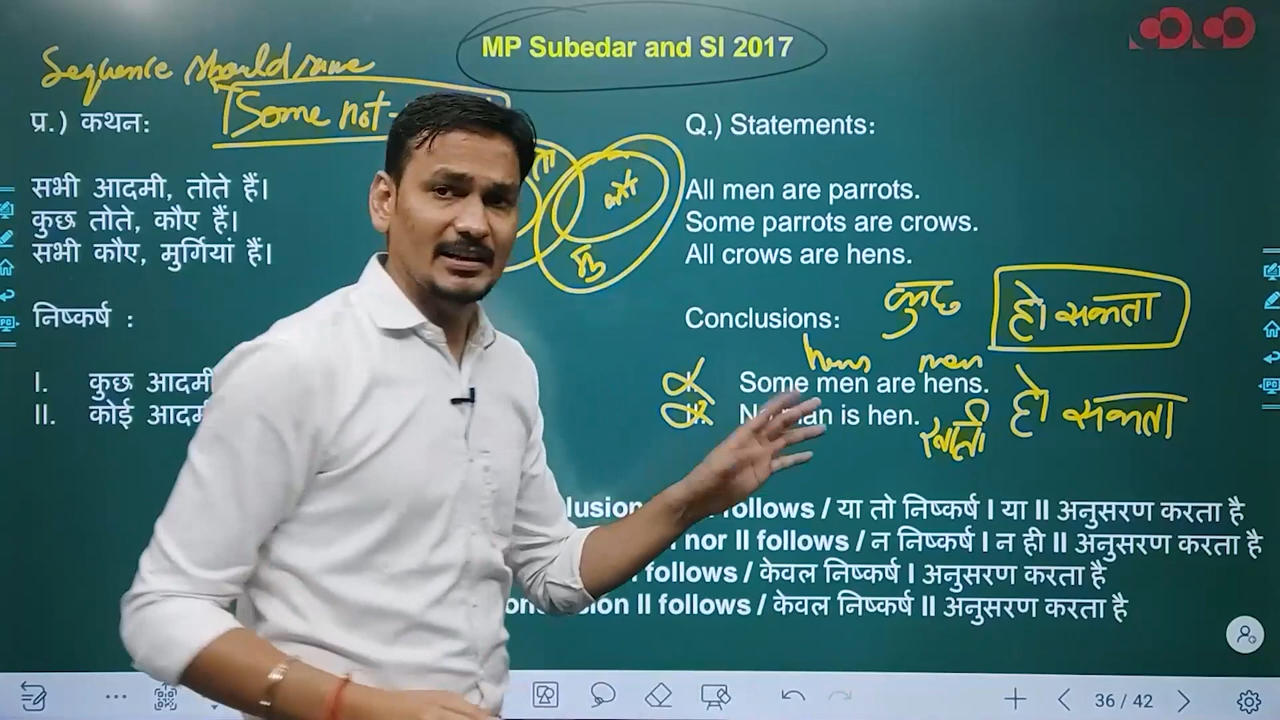 MP Subedar and SI 2017
Sequence should same
Some not-
प्र.) कथन:
सभी आदमी, तोते हैं।
कुछ तोते, कौए हैं।
सभी कौए, मुर्गियां हैं।
निष्कर्ष :
I. कुछ आदमी
II. कोई आदम
ता
मु
Q.) Statements:
All men are parrots.
Some parrots are crows.
All crows are hens.
कुछ
हो सकता
Conclusions:
hens men
Some men are hens.
is hen.
हो सकता
follows / या तो निष्कर्ष I या II अनुसरण करता है
nor II follows / न निष्कर्ष I न ही II अनुसरण करता है
follows / केवल निष्कर्ष I अनुसरण करता है
II follows / केवल निष्कर्ष II अनुसरण करता है
36 / 42